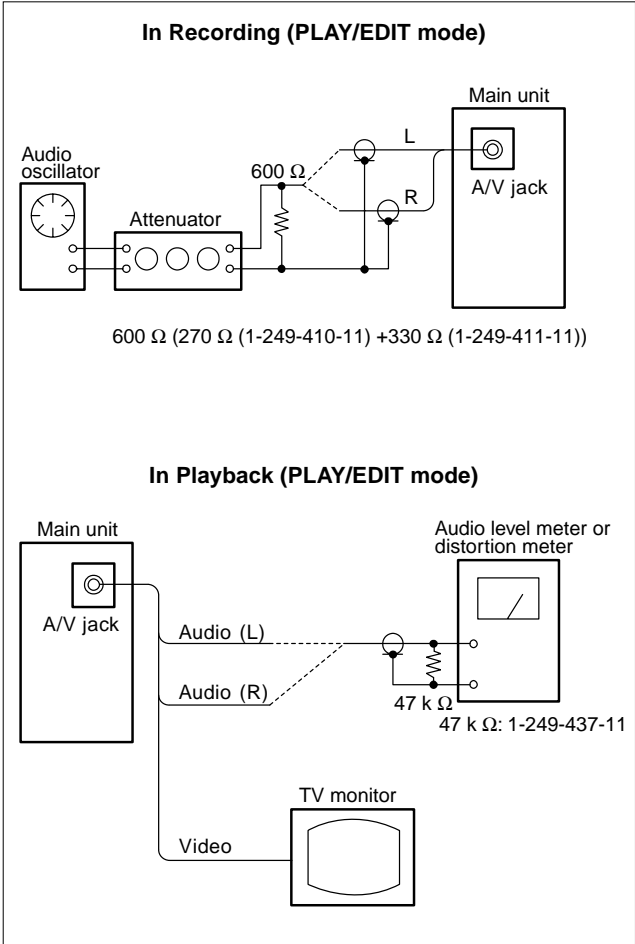 In Recording (PLAY/EDIT mode)
Main unit
L
Audio
oscillator
600 Ω
R
A/V jack
Attenuator
600 Ω (270 Ω (1-249-410-11) +330 Ω (1-249-411-11))
In Playback (PLAY/EDIT mode)
Main unit
Audio level meter or
distortion meter
A/V jack
Audio (L)
Audio (R)
47 k Ω
47 k Ω: 1-249-437-11
TV monitor
Video